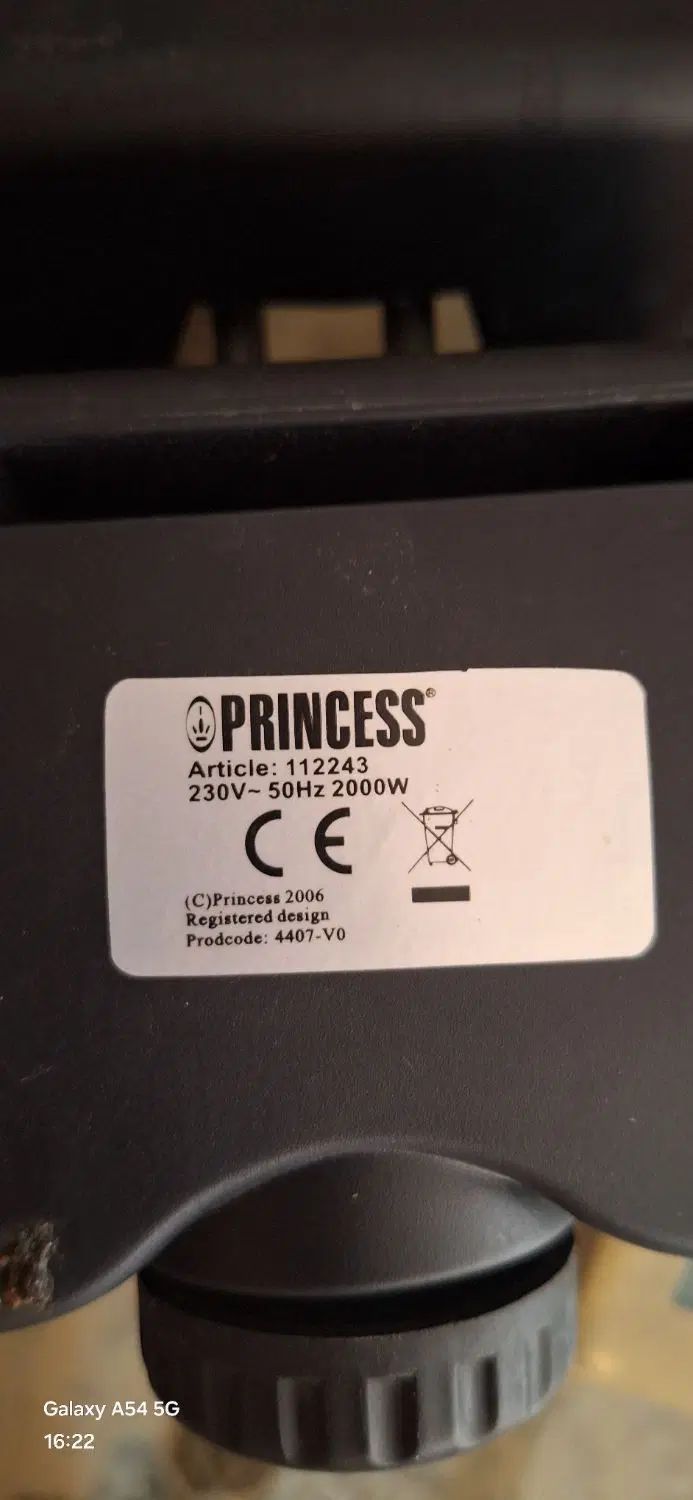 PRINCESS®
Article: 112243
230V~ 50Hz 2000W
CE
(C)Princess 2006
Registered design
Prodcode: 4407-V0
Galaxy A54 5G
16:22